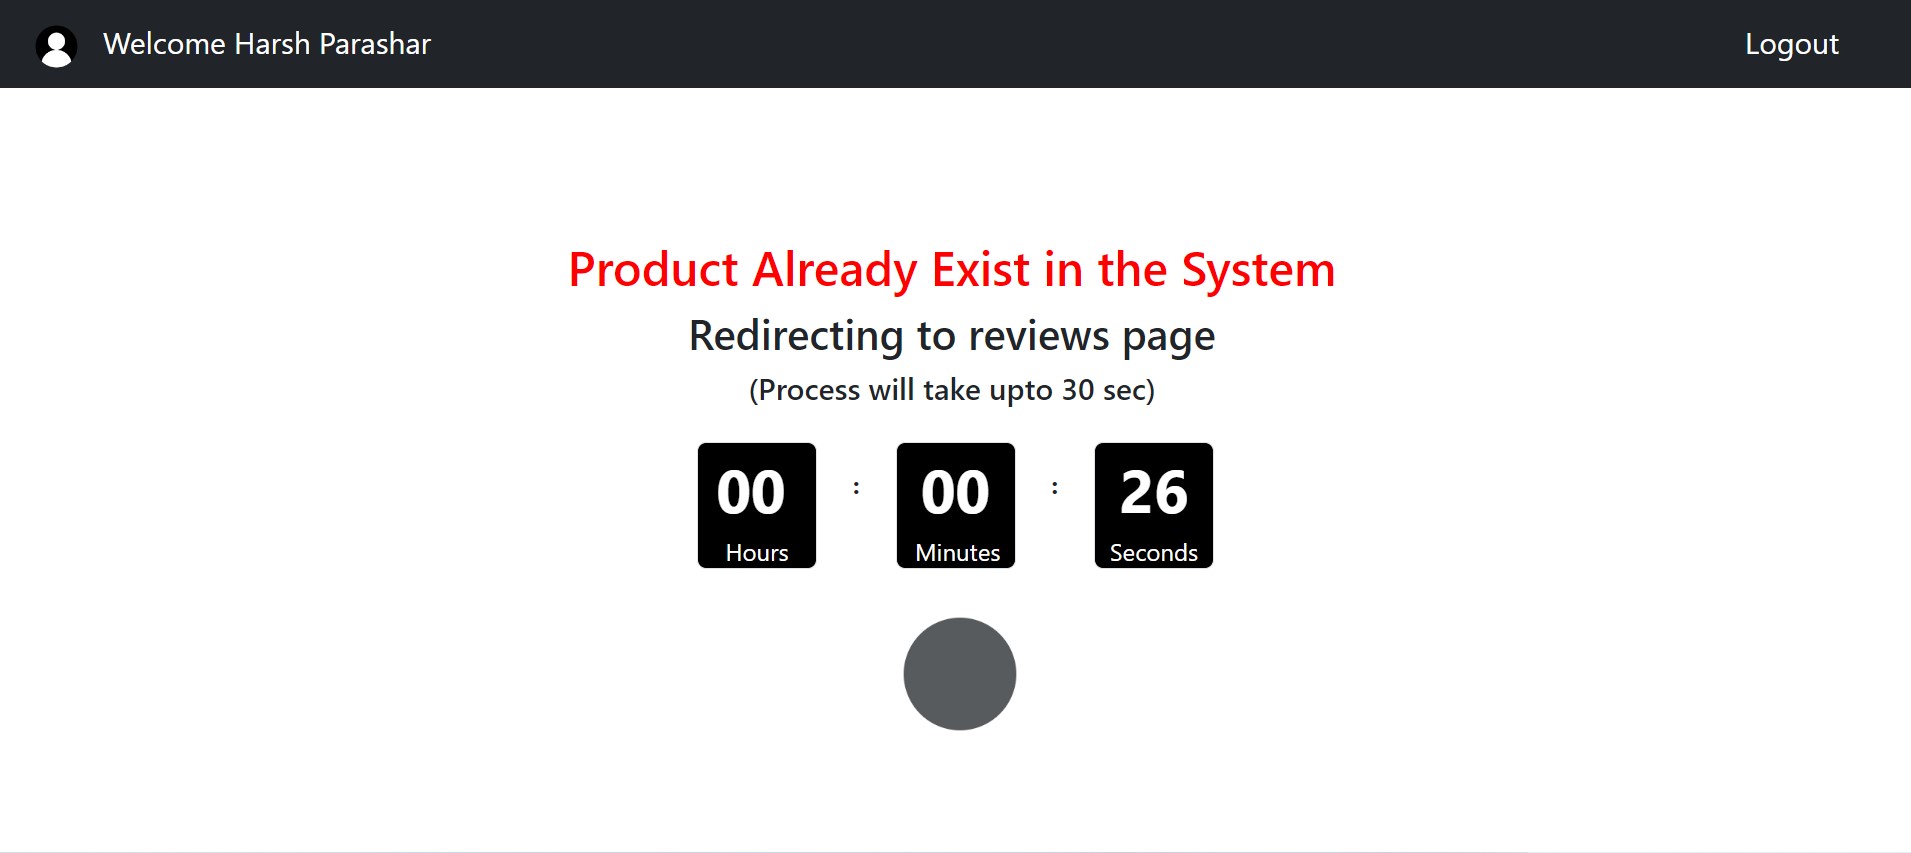 Welcome Harsh Parashar
Logout
Product Already Exist in the System
Redirecting to reviews page
(Process will take upto 30 sec)
00 : 00 : 26
Hours Minutes Seconds